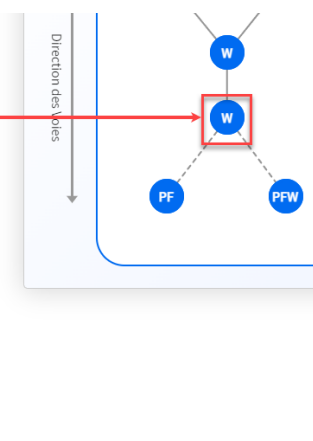 Direction des Voies
W
W
PF
PFW